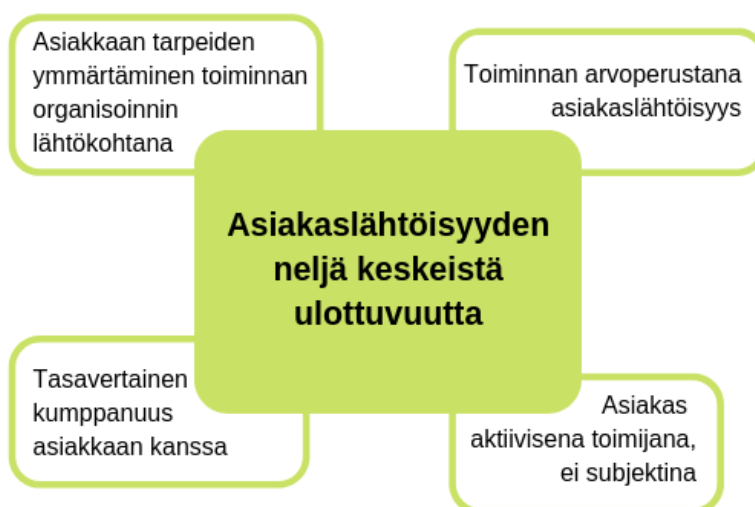 Asiakkaan tarpeiden
ymmärtäminen toiminnan
organisoinnin
lähtökohtana
Toiminnan arvoperustana
asiakaslähtöisyys
Asiakaslähtöisyyden
neljä keskeistä
ulottuvuutta
Tasavertainen
kumppanuus
asiakkaan kanssa
Asiakas
aktiivisena toimijana,
ei subjektina